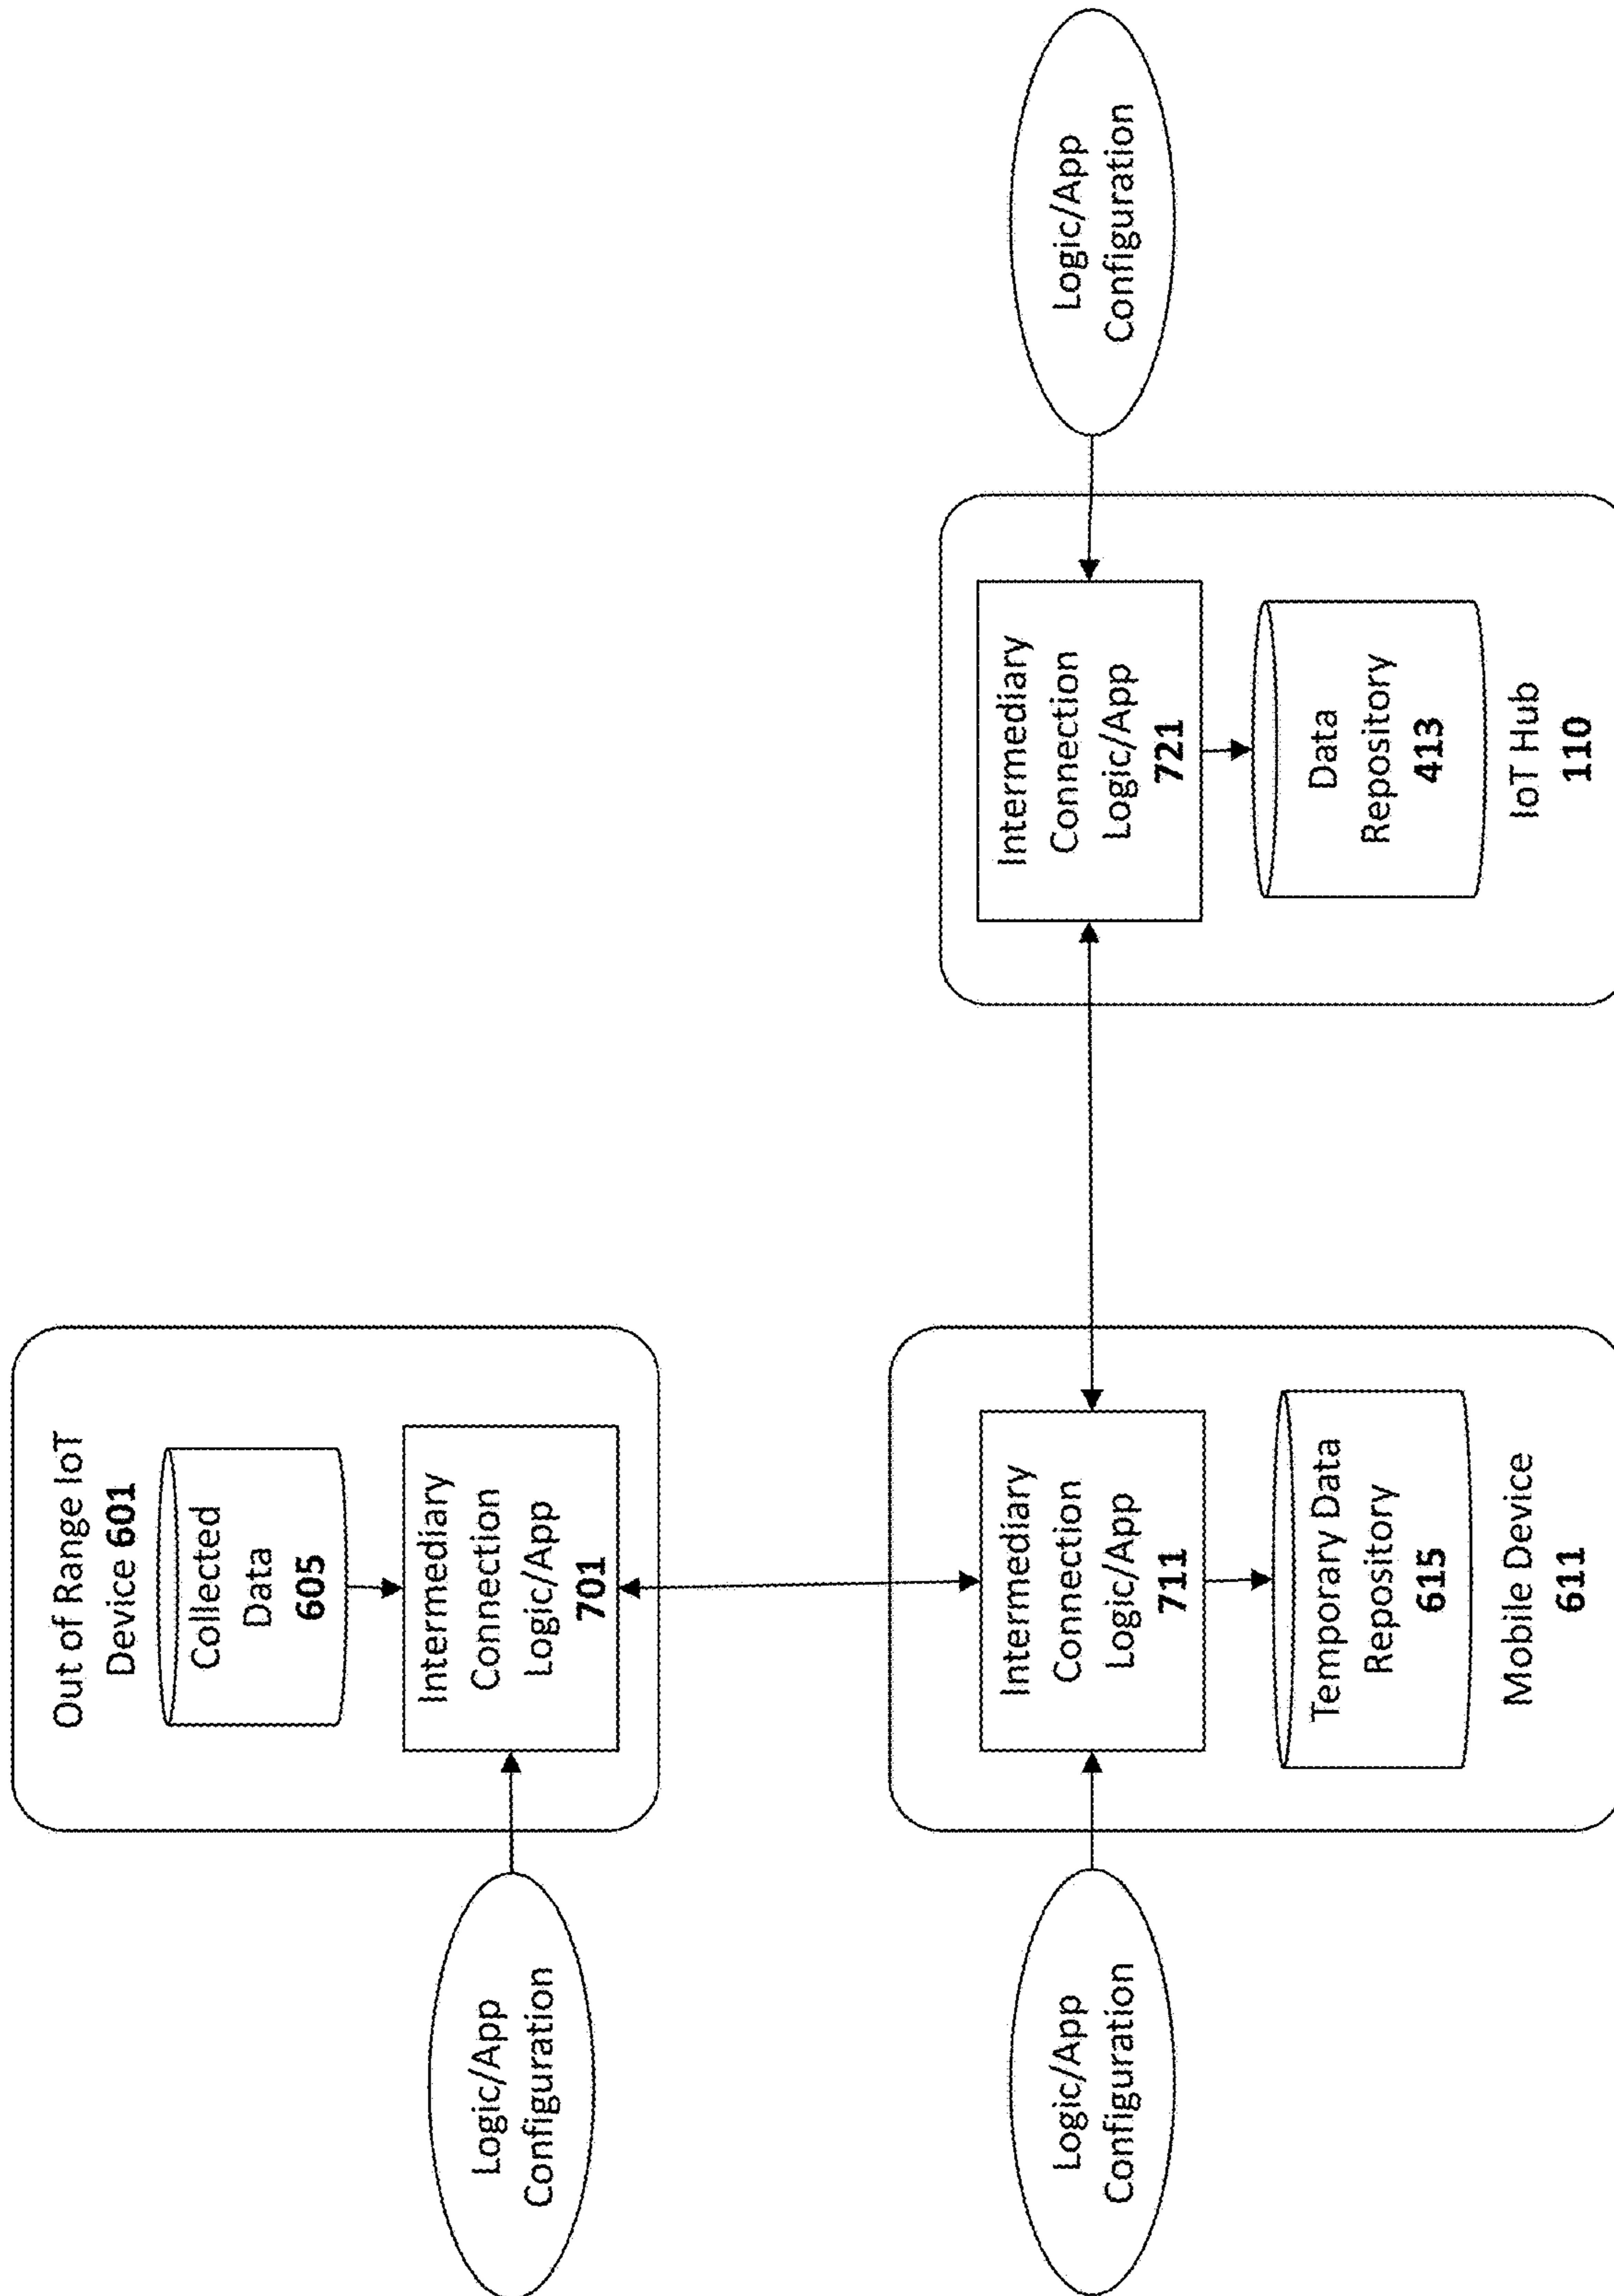 Out of Range IoT
Device 601
Collected
Data
605
Intermediary
Connection
Logic/App
701
Logic/App
Configuration
Logic/App
Configuration
Intermediary
Connection
Logic/App
711
Temporary Data
Repository
615
Mobile Device
611
Intermediary
Connection
Logic/App
721
Data
Repository
413
IoT Hub
110
Logic/App
Configuration